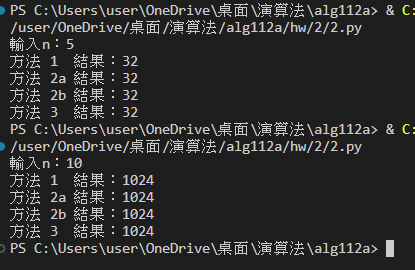 PS C:\Users\user\OneDrive\桌面\演算法\alg112a> & C:
/user/OneDrive/桌面/演算法/alg112a/hw/2/2.py
輸入n：5
方法 1  結果：32
方法 2a 結果：32
方法 2b 結果：32
方法 3  結果：32
PS C:\Users\user\OneDrive\桌面\演算法\alg112a> & C:
/user/OneDrive/桌面/演算法/alg112a/hw/2/2.py
輸入n：10
方法 1  結果：1024
方法 2a 結果：1024
方法 2b 結果：1024
方法 3  結果：1024
PS C:\Users\user\OneDrive\桌面\演算法\alg112a>